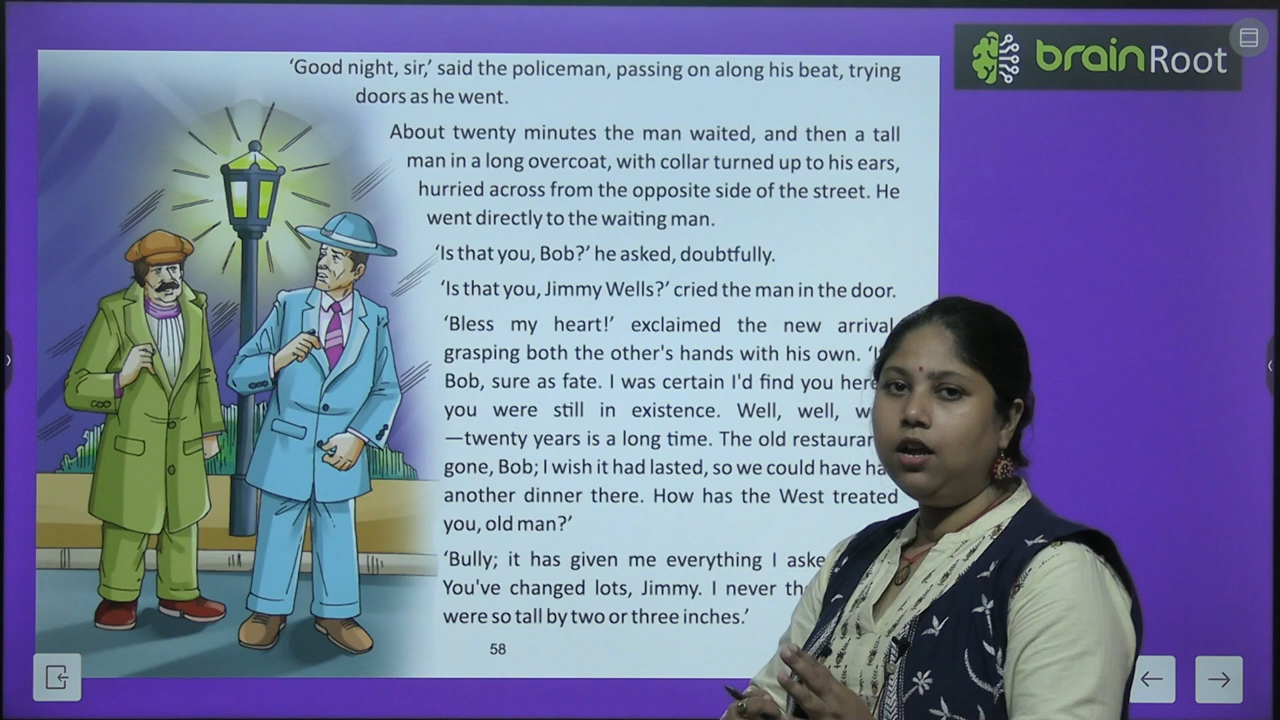 brainRoot
'Good night, sir,' said the policeman, passing on along his beat, trying
doors as he went.
About twenty minutes the man waited, and then a tall
man in a long overcoat, with collar turned up to his ears,
hurried across from the opposite side of the street. He
went directly to the waiting man.
'Is that you, Bob?' he asked, doubtfully.
'Is that you, Jimmy Wells?' cried the man in the door.
'Bless my heart!' exclaimed the new arrival
grasping both the other's hands with his own.
Bob, sure as fate. I was certain I'd find you here
you were still in existence. Well, well,
—twenty years is a long time. The old
gone, Bob; I wish it had lasted, so we could have
another dinner there. How has the West treated
you, old man?'
'Bully; it has given me everything I
You've changed lots, Jimmy. I never
were so tall by two or three inches.'
58